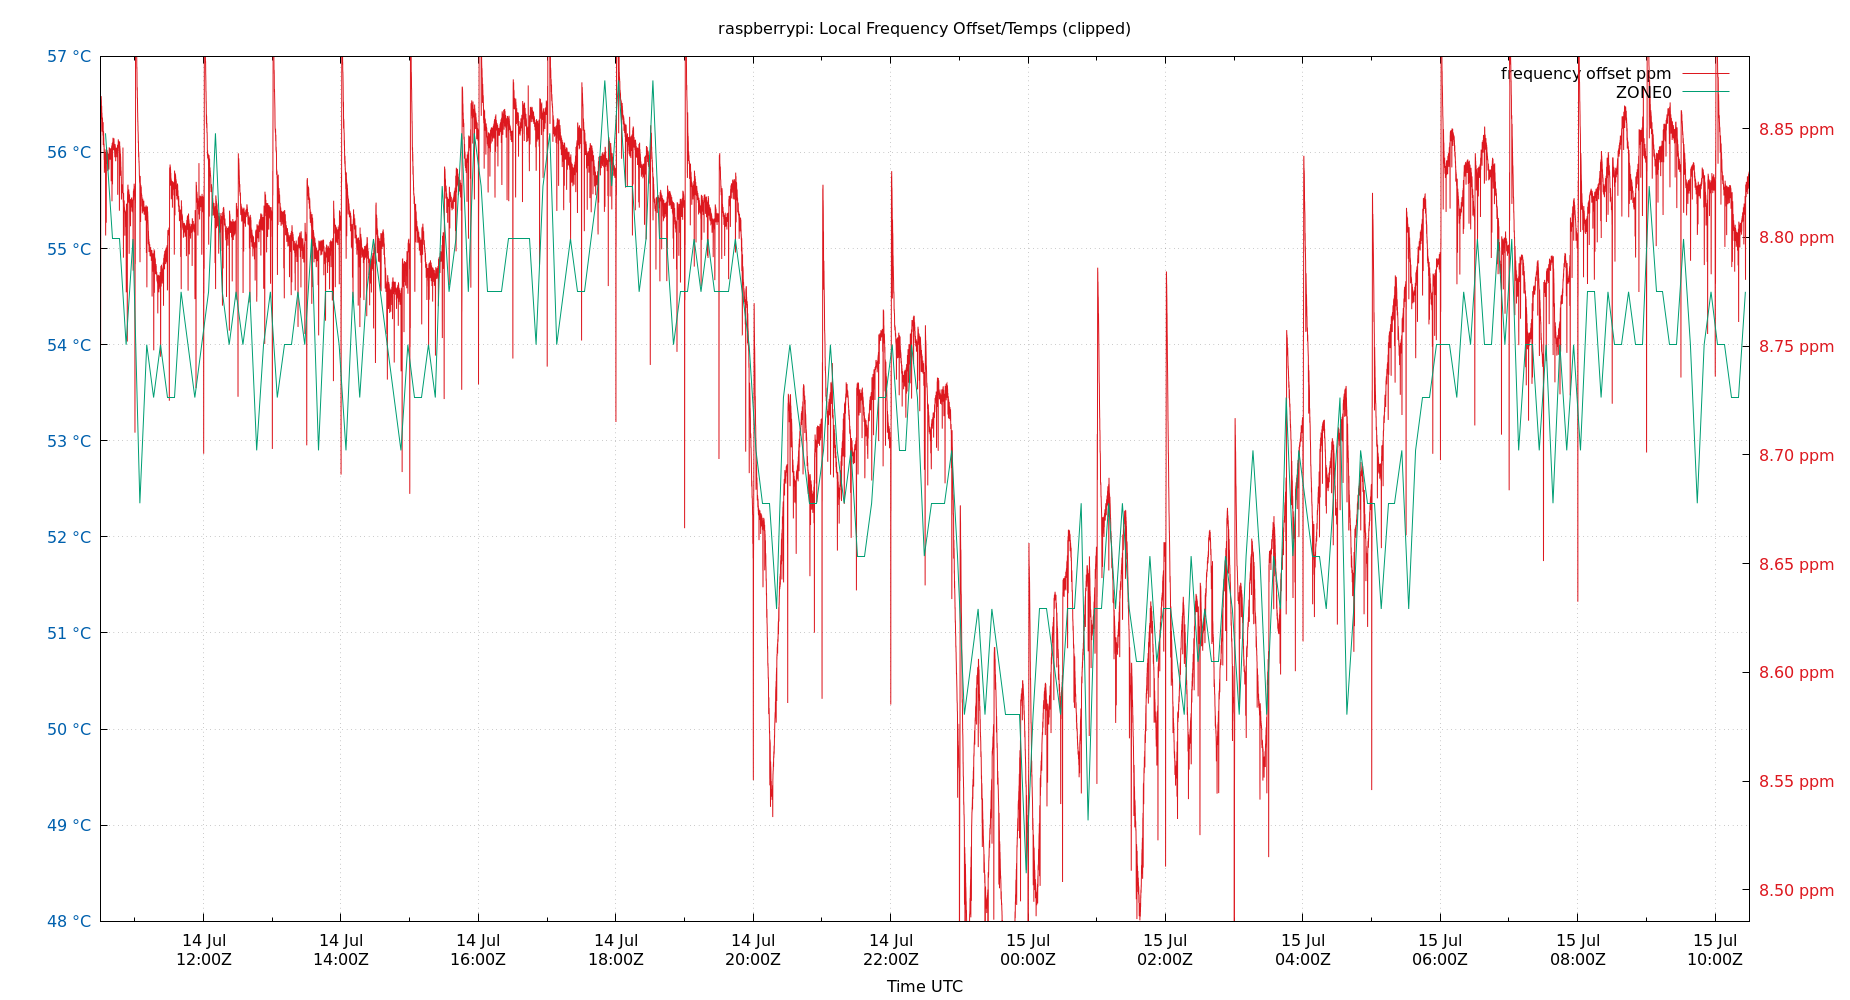 raspberrypi: Local Frequency Offset/Temps (clipped)
57 °C
56 °C
55 °C
54 °C
53 °C
52 °C
51 °C
50 °C
49 °C
48 °C
frequency offset ppm
ZONE0
8.85 ppm
8.80 ppm
8.75 ppm
8.70 ppm
8.65 ppm
8.60 ppm
8.55 ppm
8.50 ppm
14 Jul 14 Jul 14 Jul 14 Jul 14 Jul 14 Jul 15 Jul 15 Jul 15 Jul 15 Jul 15 Jul 15 Jul
12:00Z 14:00Z 16:00Z 18:00Z 20:00Z 22:00Z 00:00Z 02:00Z 04:00Z 06:00Z 08:00Z 10:00Z
Time UTC